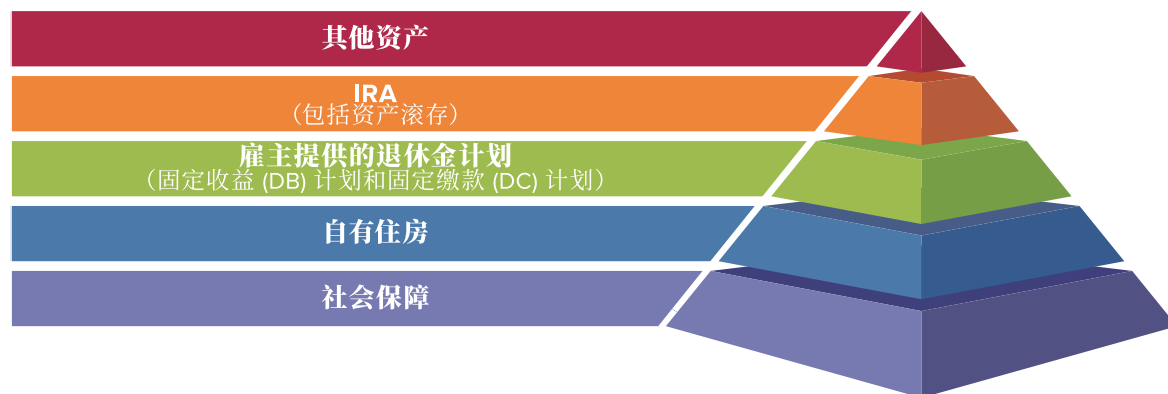 其他资产
IRA
（包括资产滚存）
雇主提供的退休金计划
（固定收益 (DB) 计划和固定缴款 (DC) 计划）
自有住房
社会保障